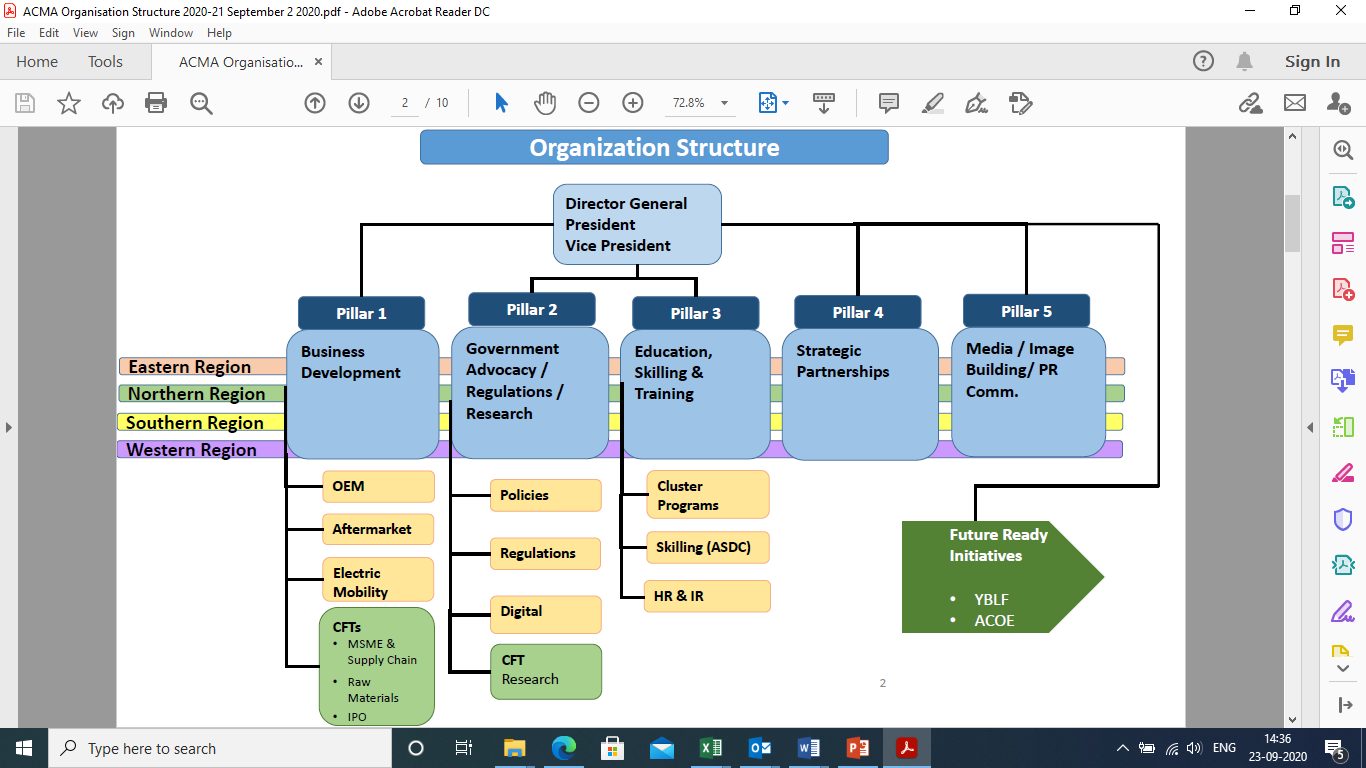 ACMA Organisation Structure 2020-21 September 2 2020.pdf - Adobe Acrobat Reader DC
File Edit View Sign Window Help
Home Tools ACMA Organisatio... × Sign In
2 / 10 72.8%
Organization Structure
Director General
President
Vice President
Pillar 1
Pillar 2
Pillar 3
Pillar 4
Pillar 5
Business
Development
Government
Advocacy /
Regulations /
Research
Education,
Skilling &
Training
Strategic
Partnerships
Media / Image
Building/ PR
Comm.
Eastern Region
Northern Region
Southern Region
Western Region
OEM
Aftermarket
Electric
Mobility
CFTs
• MSME &
Supply Chain
• Raw
Materials
• IPO
Policies
Regulations
Digital
CFT
Research
Cluster
Programs
Skilling (ASDC)
HR & IR
Future Ready
Initiatives
• YBLF
• ACOE
2
Type here to search
ENG
14:36
23-09-2020
5